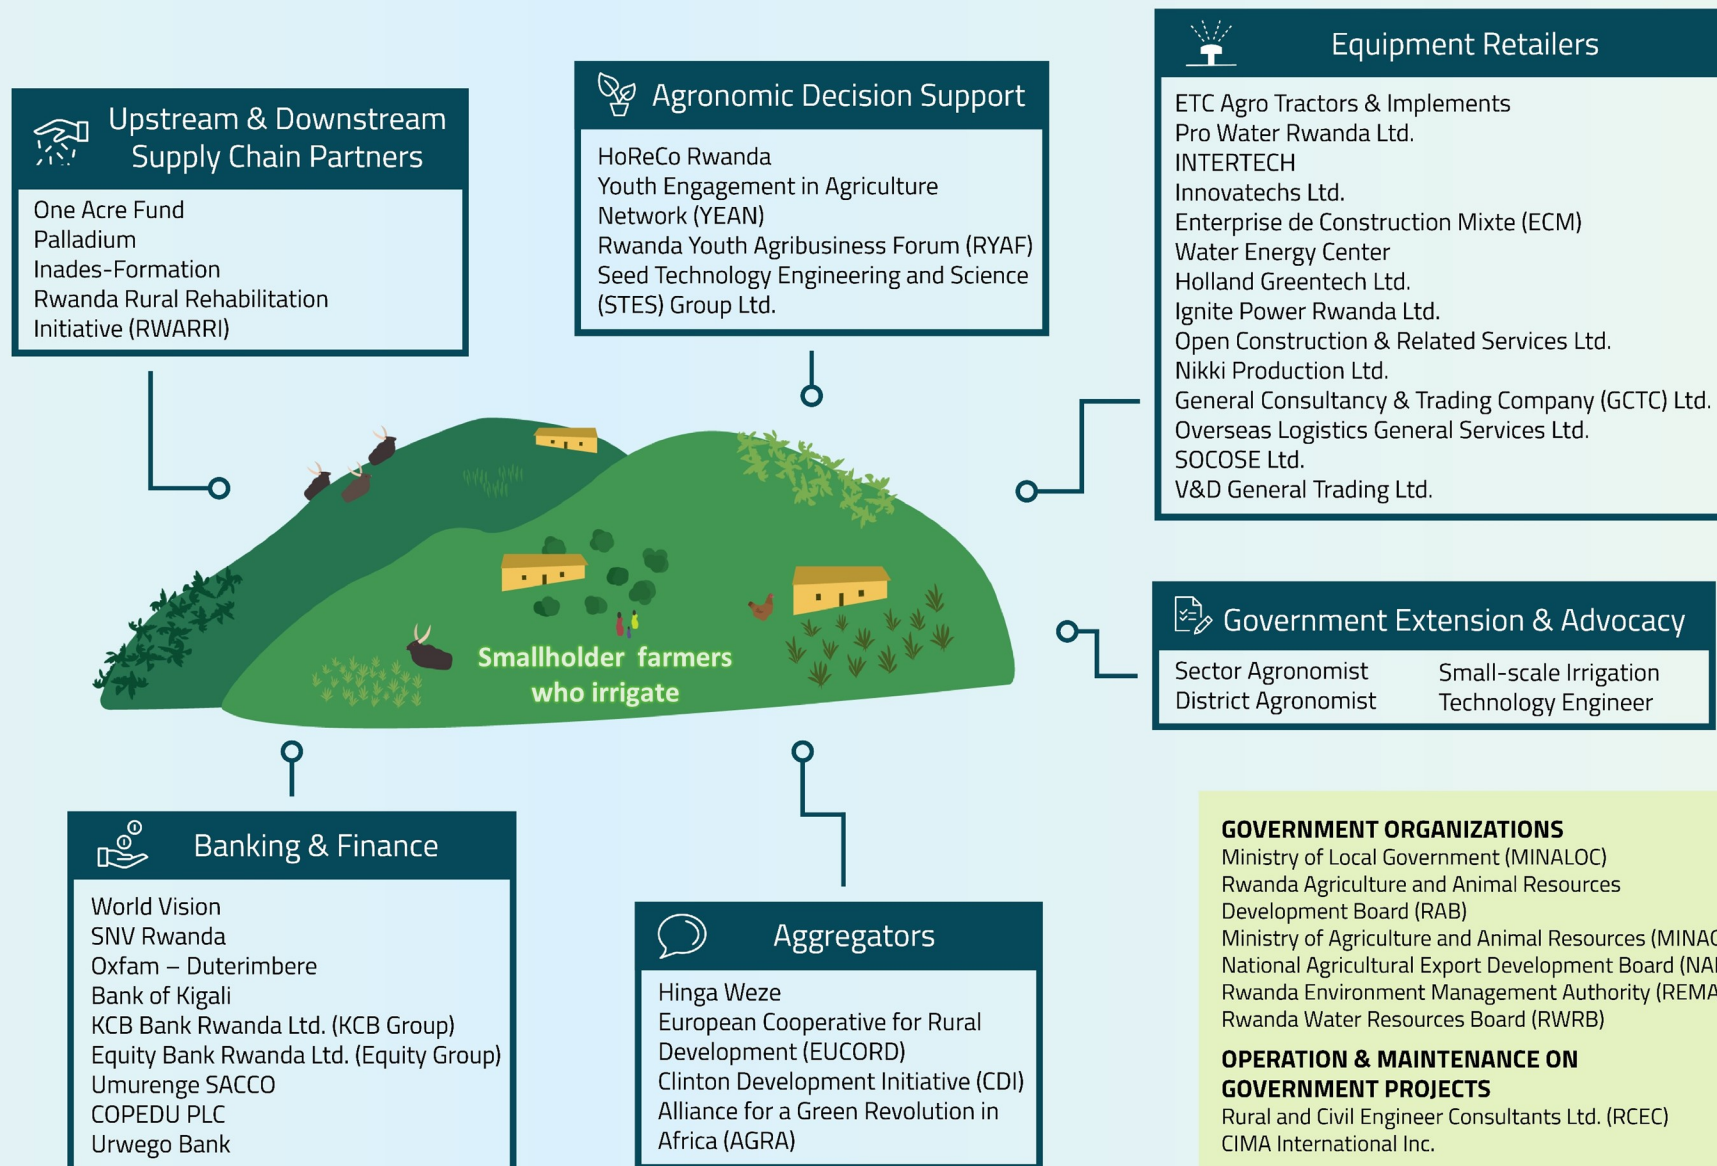 Upstream & Downstream
Supply Chain Partners
One Acre Fund
Palladium
Inades-Formation
Rwanda Rural Rehabilitation
Initiative (RWARRI)
Agronomic Decision Support
HoReCo Rwanda
Youth Engagement in Agriculture
Network (YEAN)
Rwanda Youth Agribusiness Forum (RYAF)
Seed Technology Engineering and Science
(STES) Group Ltd.
Equipment Retailers
ETC Agro Tractors & Implements
Pro Water Rwanda Ltd.
INTERTECH
Innovatechs Ltd.
Enterprise de Construction Mixte (ECM)
Water Energy Center
Holland Greentech Ltd.
Ignite Power Rwanda Ltd.
Open Construction & Related Services Ltd.
Nikki Production Ltd.
General Consultancy & Trading Company (GCTC) Ltd.
Overseas Logistics General Services Ltd.
SOCOSE Ltd.
V&D General Trading Ltd.
Smallholder farmers
who irrigate
Government Extension & Advocacy
Sector Agronomist
District Agronomist
Small-scale Irrigation
Technology Engineer
Banking & Finance
World Vision
SNV Rwanda
Oxfam – Duterimbere
Bank of Kigali
KCB Bank Rwanda Ltd. (KCB Group)
Equity Bank Rwanda Ltd. (Equity Group)
Umurenge SACCO
COPEDU PLC
Urwego Bank
Aggregators
Hinga Weze
European Cooperative for Rural
Development (EUCORD)
Clinton Development Initiative (CDI)
Alliance for a Green Revolution in
Africa (AGRA)
GOVERNMENT ORGANIZATIONS
Ministry of Local Government (MINALOC)
Rwanda Agriculture and Animal Resources
Development Board (RAB)
Ministry of Agriculture and Animal Resources
National Agricultural Export Development Board
Rwanda Environment Management Authority (REMA
Rwanda Water Resources Board (RWRB)
OPERATION & MAINTENANCE ON
GOVERNMENT PROJECTS
Rural and Civil Engineer Consultants Ltd. (RCEC)
CIMA International Inc.